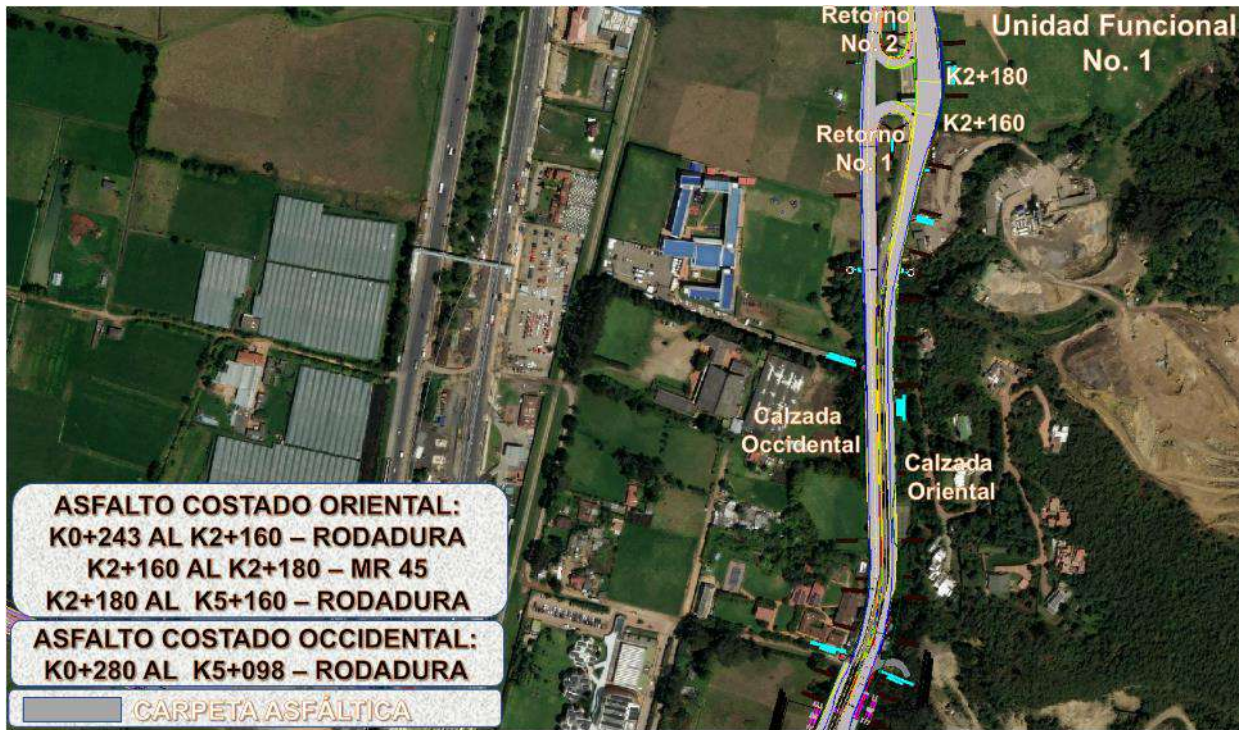 Retorno
No. 2
Unidad Funcional
No. 1
K2+180
K2+160
Retorno
No. 1
Calzada
Occidental
Calzada
Oriental
ASFALTO COSTADO ORIENTAL:
K0+243 AL K2+160 – RODADURA
K2+160 AL K2+180 – MR 45
K2+180 AL K5+160 – RODADURA
ASFALTO COSTADO OCCIDENTAL:
K0+280 AL K5+098 – RODADURA
CARPETA ASFÁLTICA